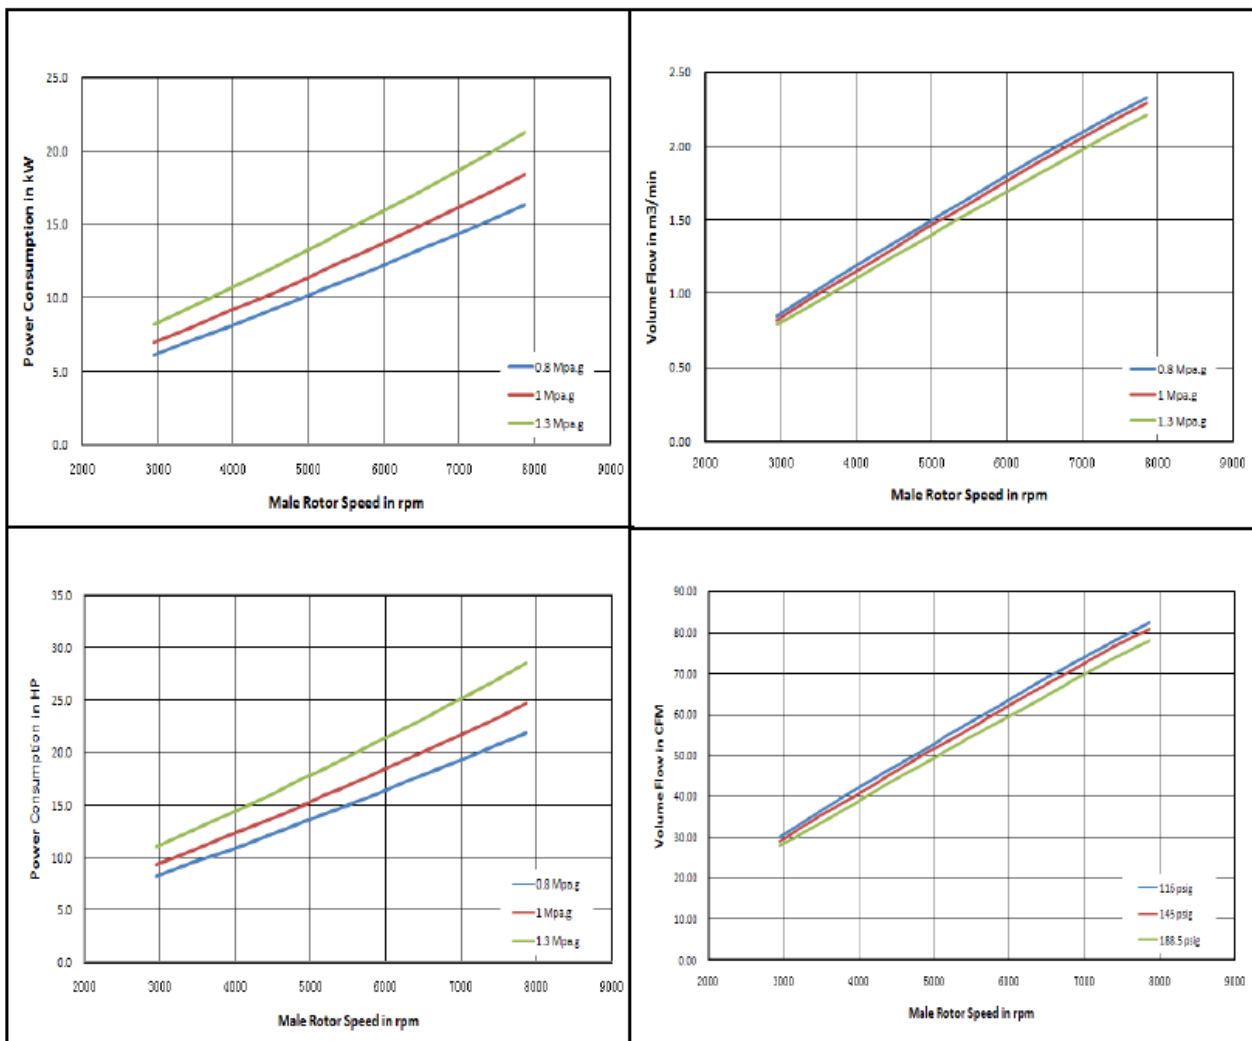 25.0
20.0
15.0
10.0
5.0
0.0
2000 3000 4000 5000 6000 7000 8000 9000
Power Consumption in kW
Male Rotor Speed in rpm
0.8 Mpa.g
1 Mpa.g
1.3 Mpa.g
2.50
2.00
1.50
1.00
0.50
0.00
2000 3000 4000 5000 6000 7000 8000 9000
Volume Flow in m3/min
Male Rotor Speed in rpm
0.8 Mpa.g
1 Mpa.g
1.3 Mpa.g
35.0
30.0
25.0
20.0
15.0
10.0
5.0
0.0
2000 3000 4000 5000 6000 7000 8000 9000
Power Consumption in HP
Male Rotor Speed in rpm
0.8 Mpa.g
1 Mpa.g
1.3 Mpa.g
90.00
80.00
70.00
60.00
50.00
40.00
30.00
20.00
10.00
0.00
2000 3000 4000 5000 6000 7000 8000 9000
Volume Flow in CFM
Male Rotor Speed in rpm
116 psig
145 psig
188.5 psig